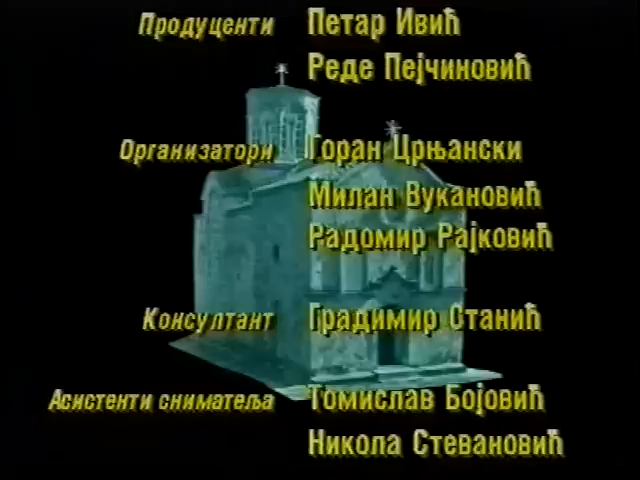 Продуценти Петар Ивић
Реде Пејчиновић
Организатори Горан Црњански
Милан Вукановић
Радомир Рајковић
Консултант Градимир Станић
Асистенти сниматеља Томислав Бојовић
Никола Стевановић